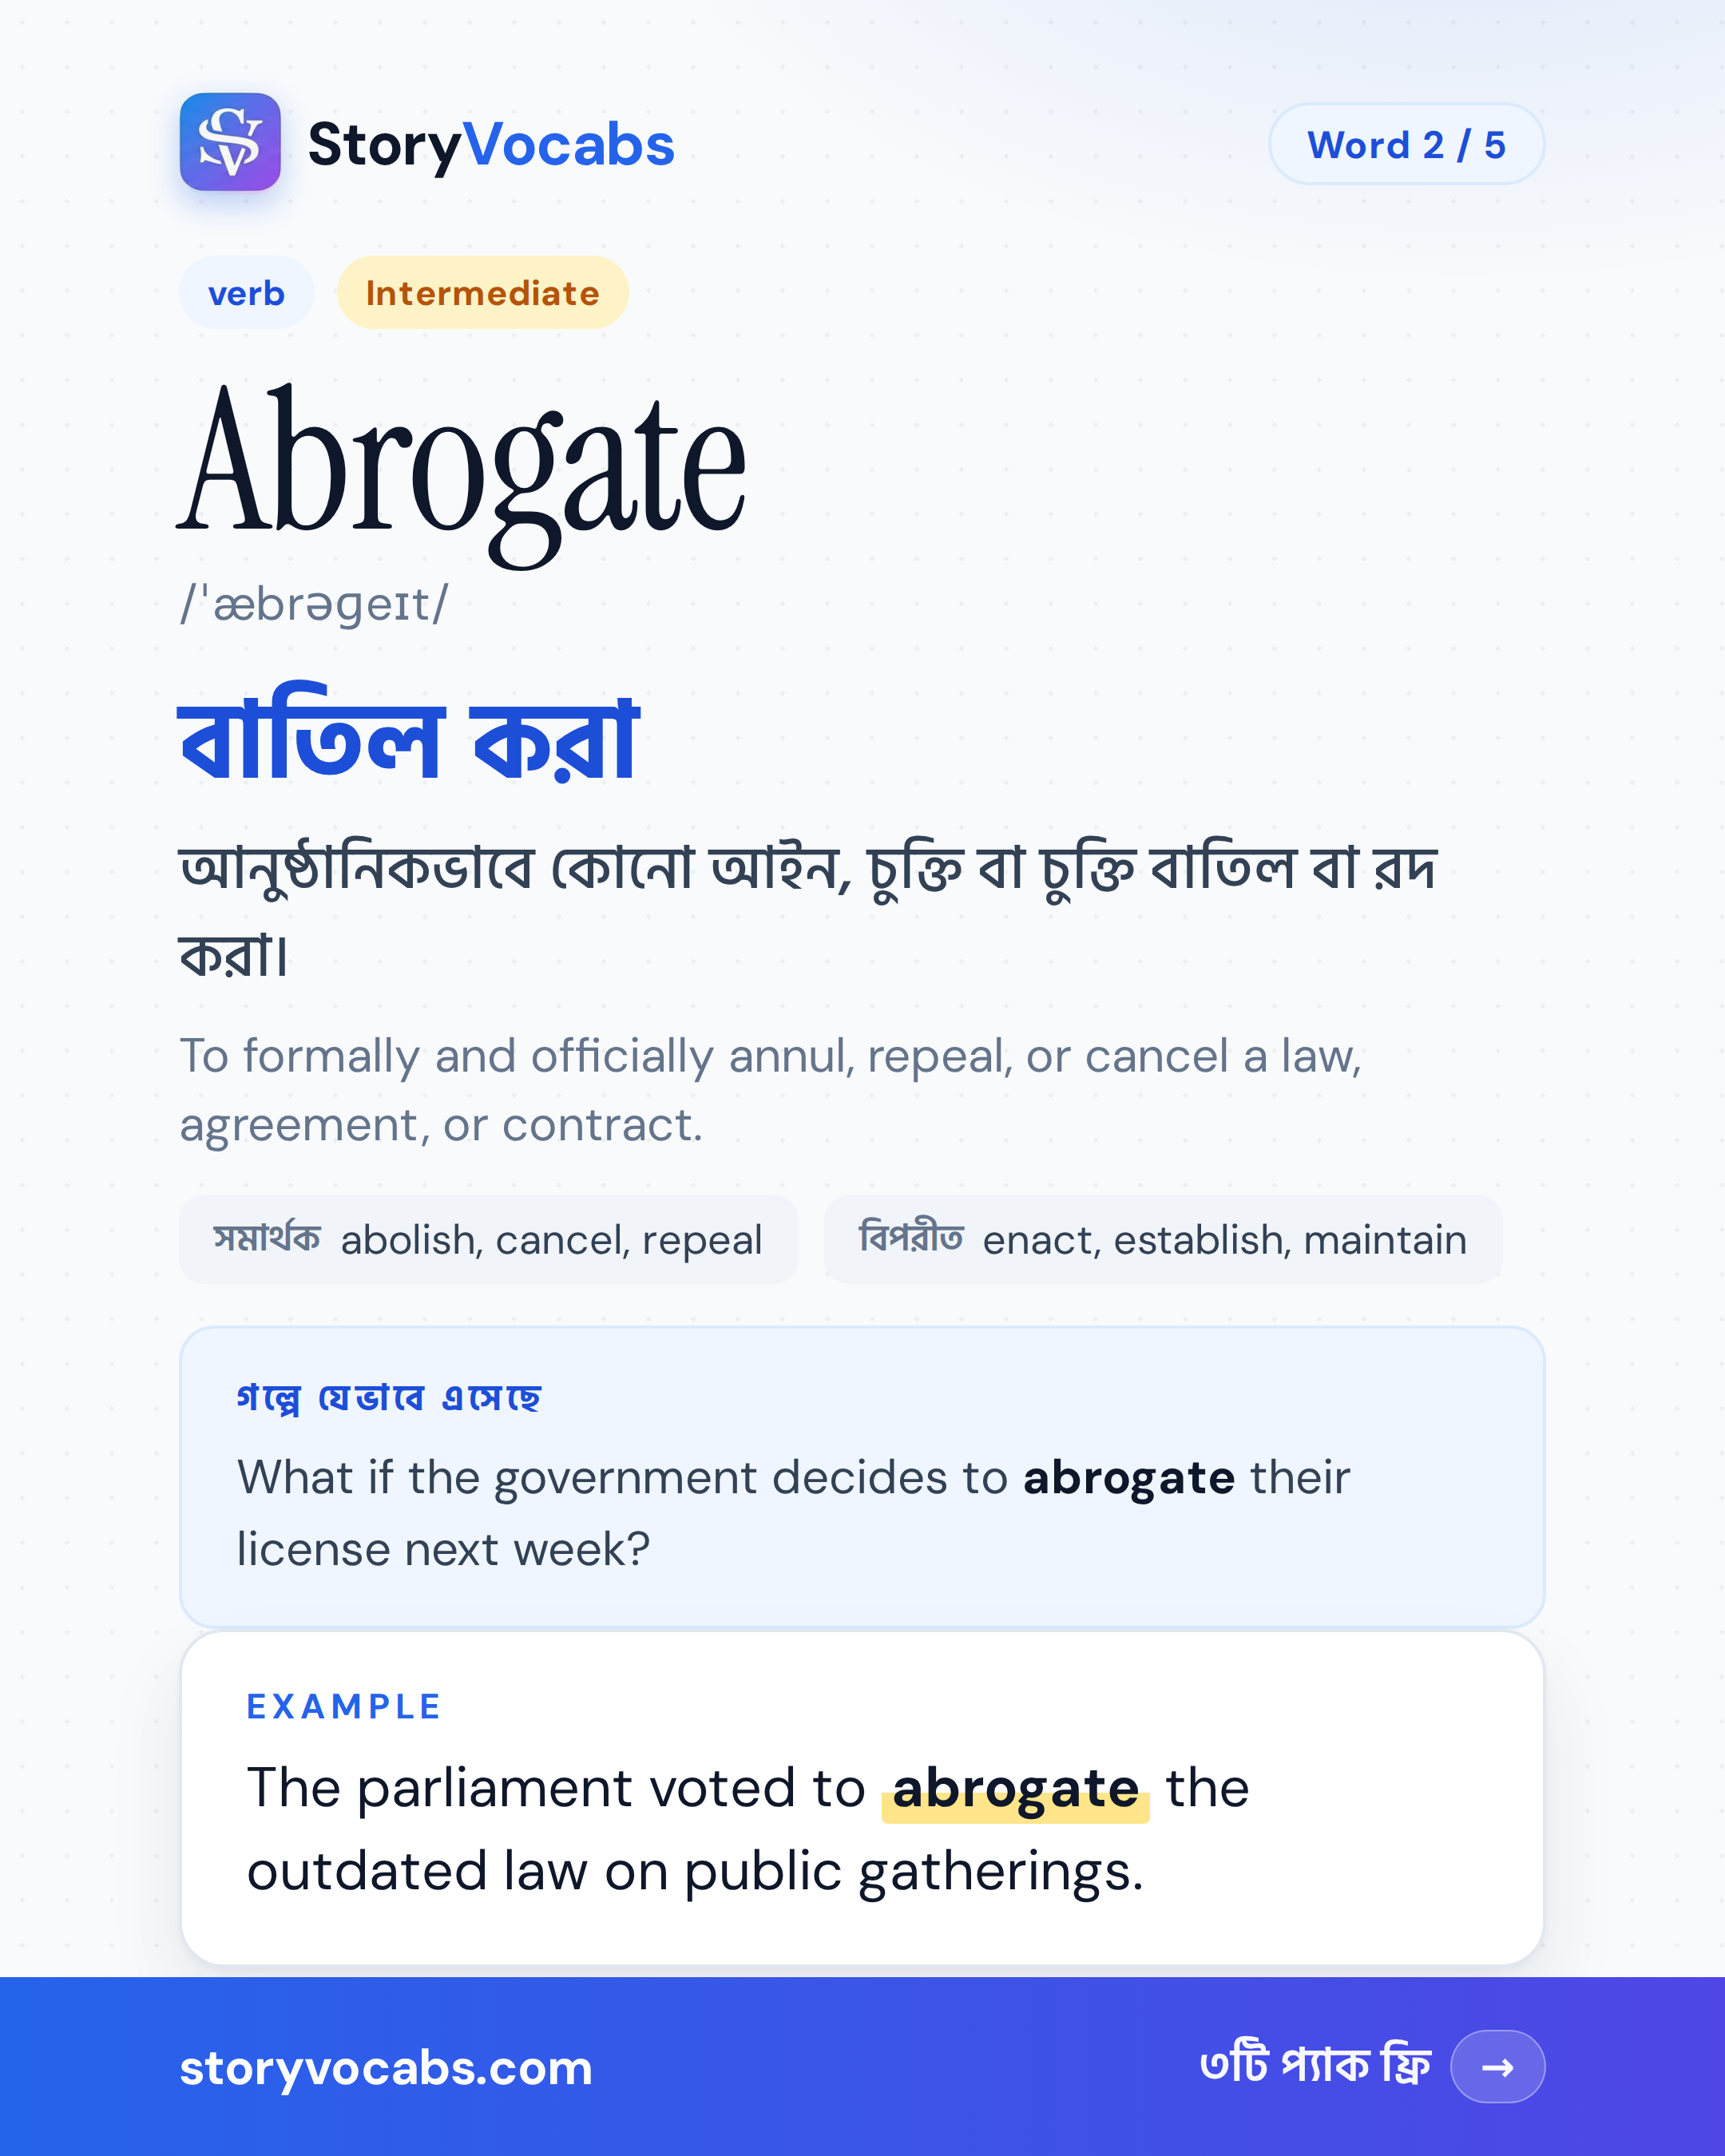 StoryVocabs
Word 2 / 5
verb
Intermediate
Abrogate
/ˈæbrəɡeɪt/
বাতিল করা
আনুষ্ঠানিকভাবে কোনো আইন, চুক্তি বা চুক্তি বাতিল বা রদ
করা।
To formally and officially annul, repeal, or cancel a law,
agreement, or contract.
সমার্থক abolish, cancel, repeal
বিপরীত enact, establish, maintain
গল্পে যেভাবে এসেছে
What if the government decides to abrogate their
license next week?
EXAMPLE
The parliament voted to abrogate the
outdated law on public gatherings.
storyvocabs.com
৩টি প্যাক ফ্রি →